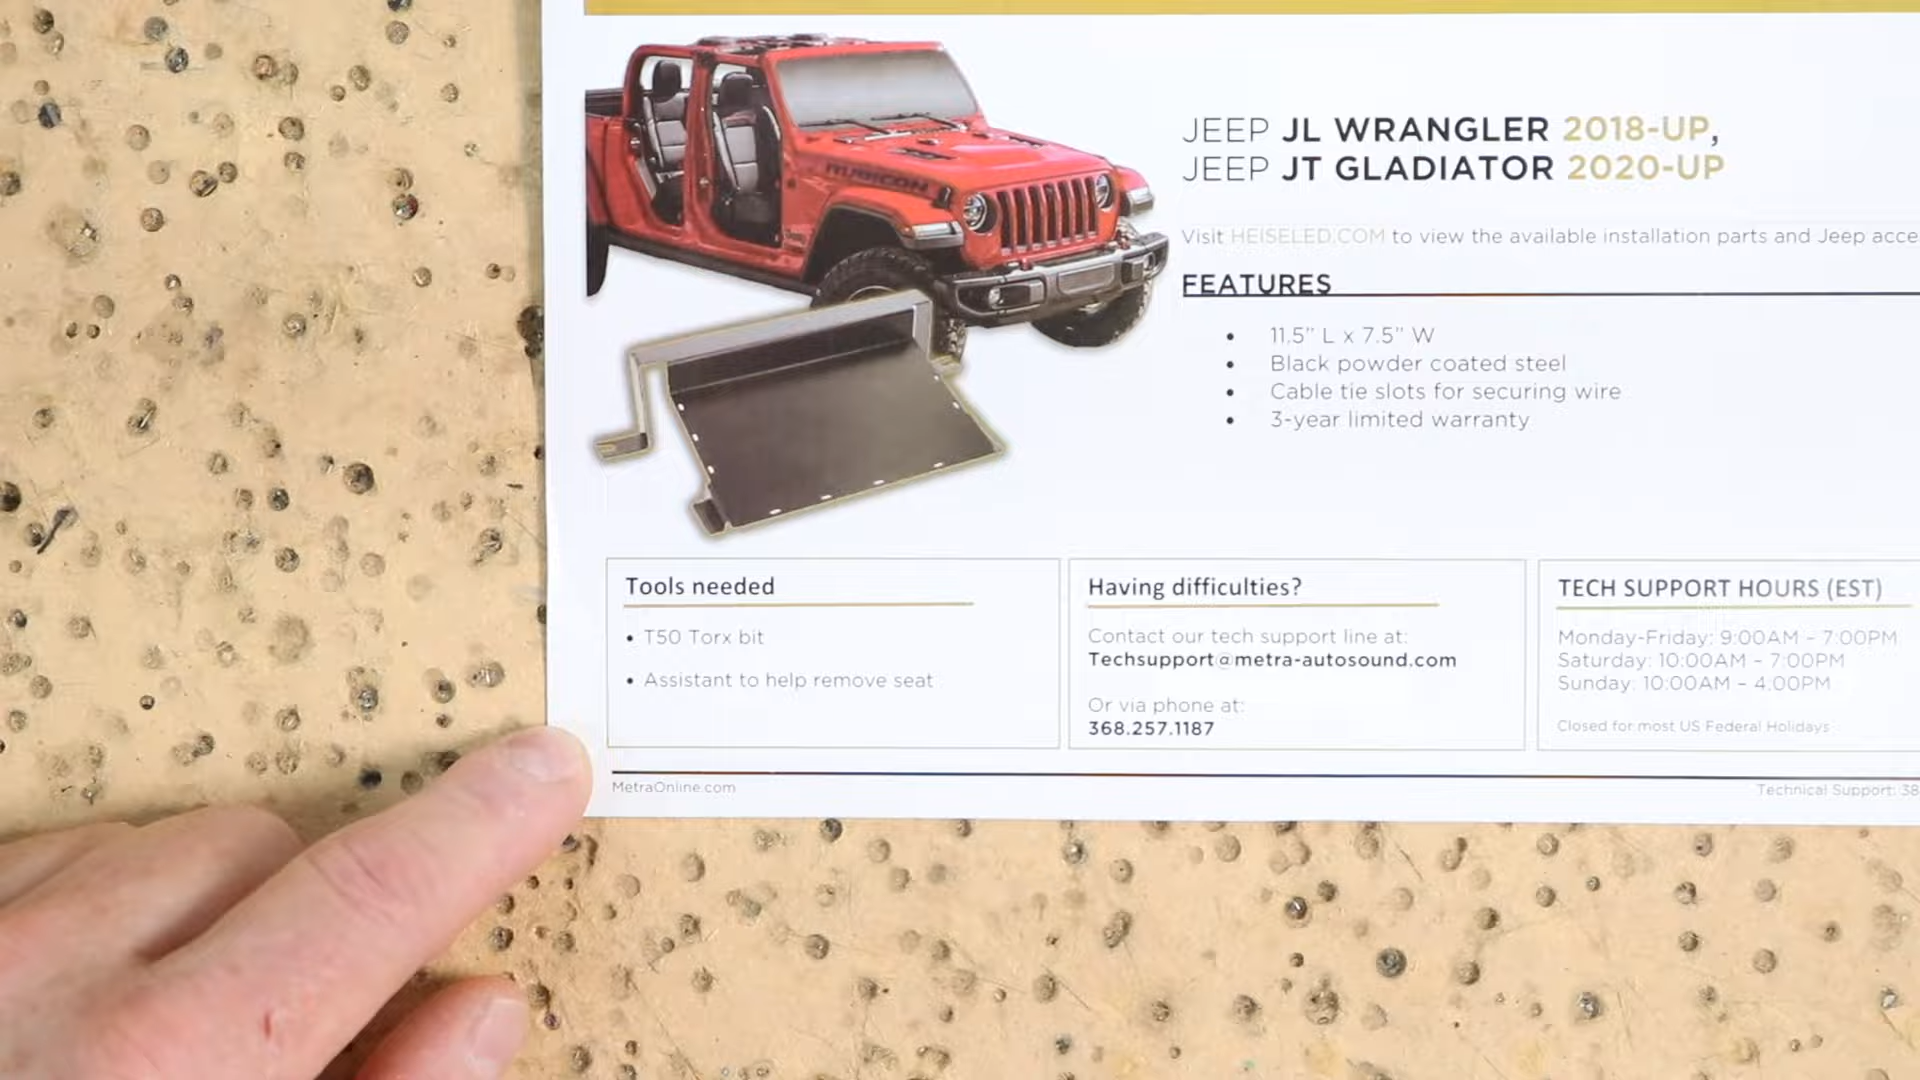 JEEP JL WRANGLER 2018-UP,
JEEP JT GLADIATOR 2020-UP
Visit HEISELED.COM to view the available installation parts and Jeep acce
FEATURES
• 11.5” L x 7.5” W
• Black powder coated steel
• Cable tie slots for securing wire
• 3-year limited warranty
RUBICON
Tools needed
• T50 Torx bit
• Assistant to help remove seat
Having difficulties?
Contact our tech support line at:
Techsupport@metra-autosound.com
Or via phone at:
368.257.1187
TECH SUPPORT HOURS (EST)
Monday-Friday: 9:00AM – 7:00PM
Saturday: 10:00AM – 7:00PM
Sunday: 10:00AM – 4:00PM
Closed for most US Federal Holidays
MetraOnline.com
Technical Support: 38